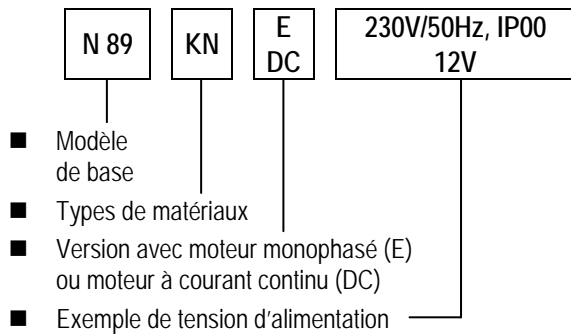 N 89
KN
E
DC
230V/50Hz, IP00
12V
■ Modèle
de base
■ Types de matériaux
■ Version avec moteur monophasé (E)
ou moteur à courant continu (DC)
■ Exemple de tension d'alimentation